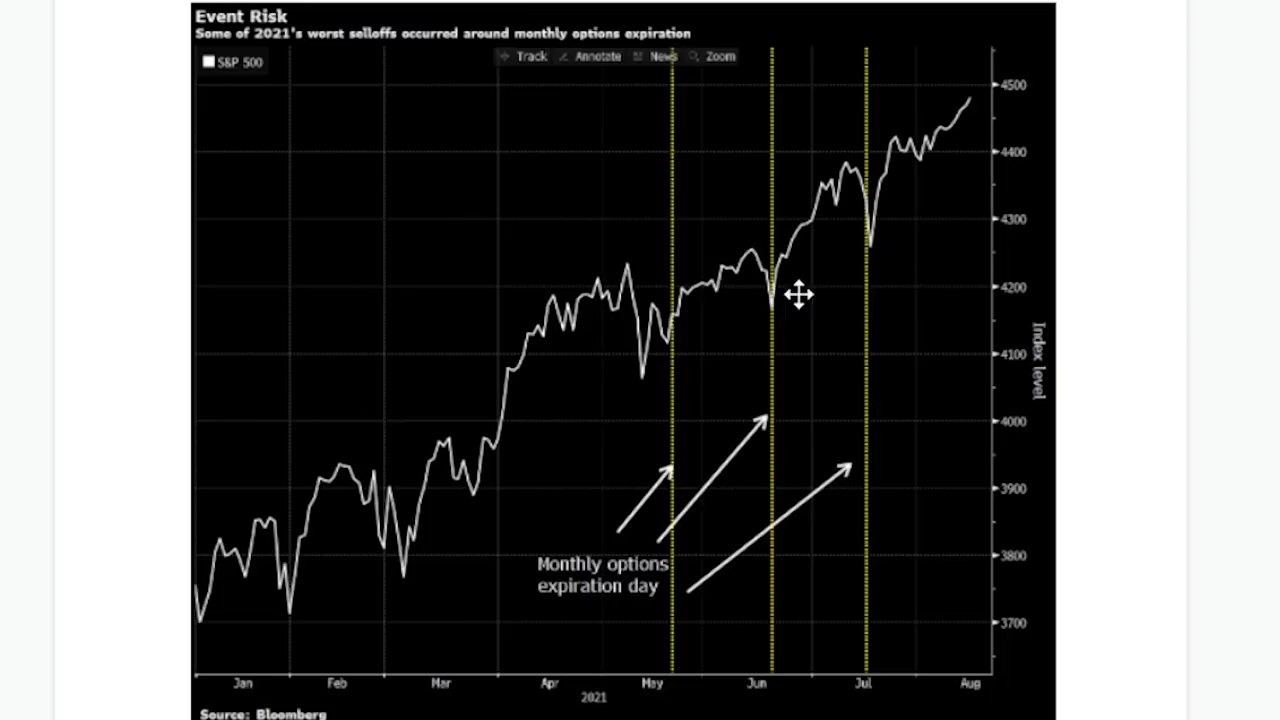 Event Risk
Some of 2021's worst selloffs occurred around monthly options expiration
Track Annotate News Zoom
S&P 500
4500
4400
4300
4200
4100
4000
3900
3800
3700
Index level
Monthly options
expiration day
Jan Feb Mar Apr May Jun Jul Aug
2021
Source: Bloomberg